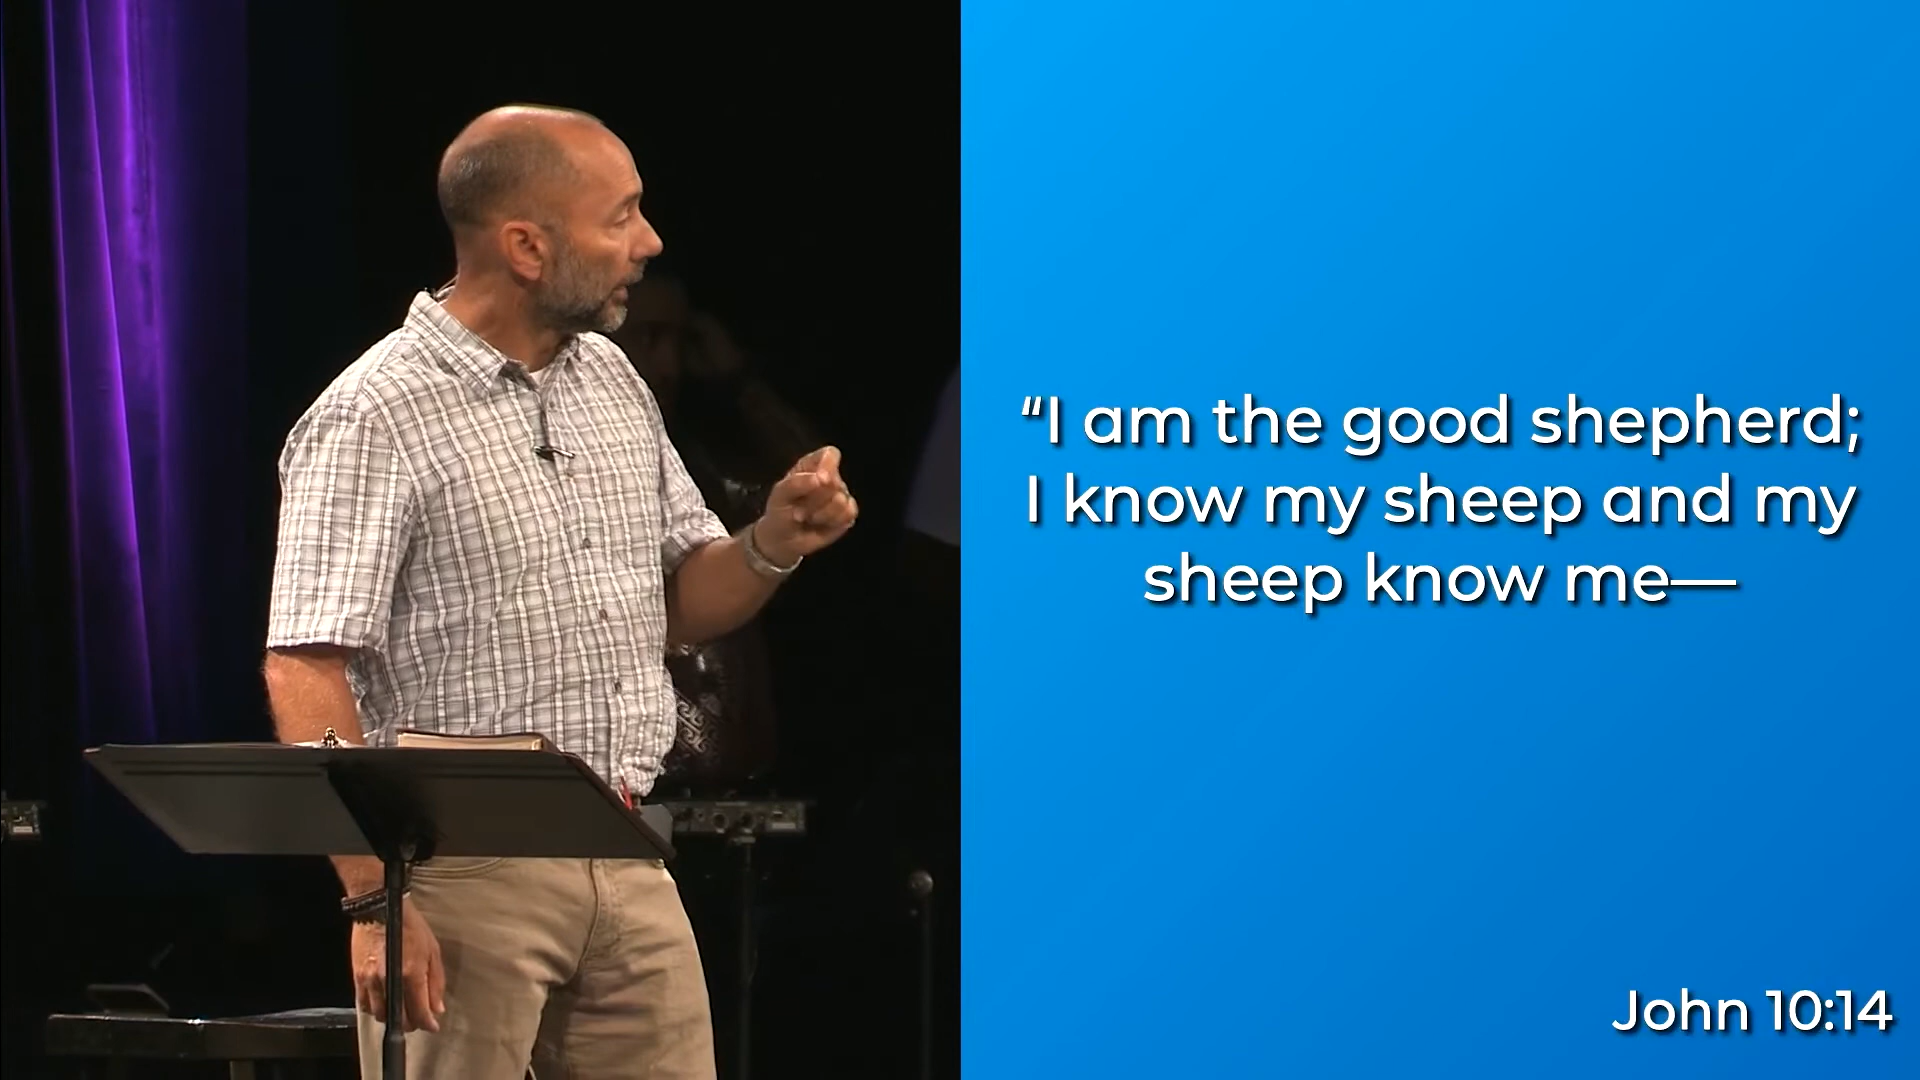 “I am the good shepherd;
I know my sheep and my
sheep know me—
John 10:14